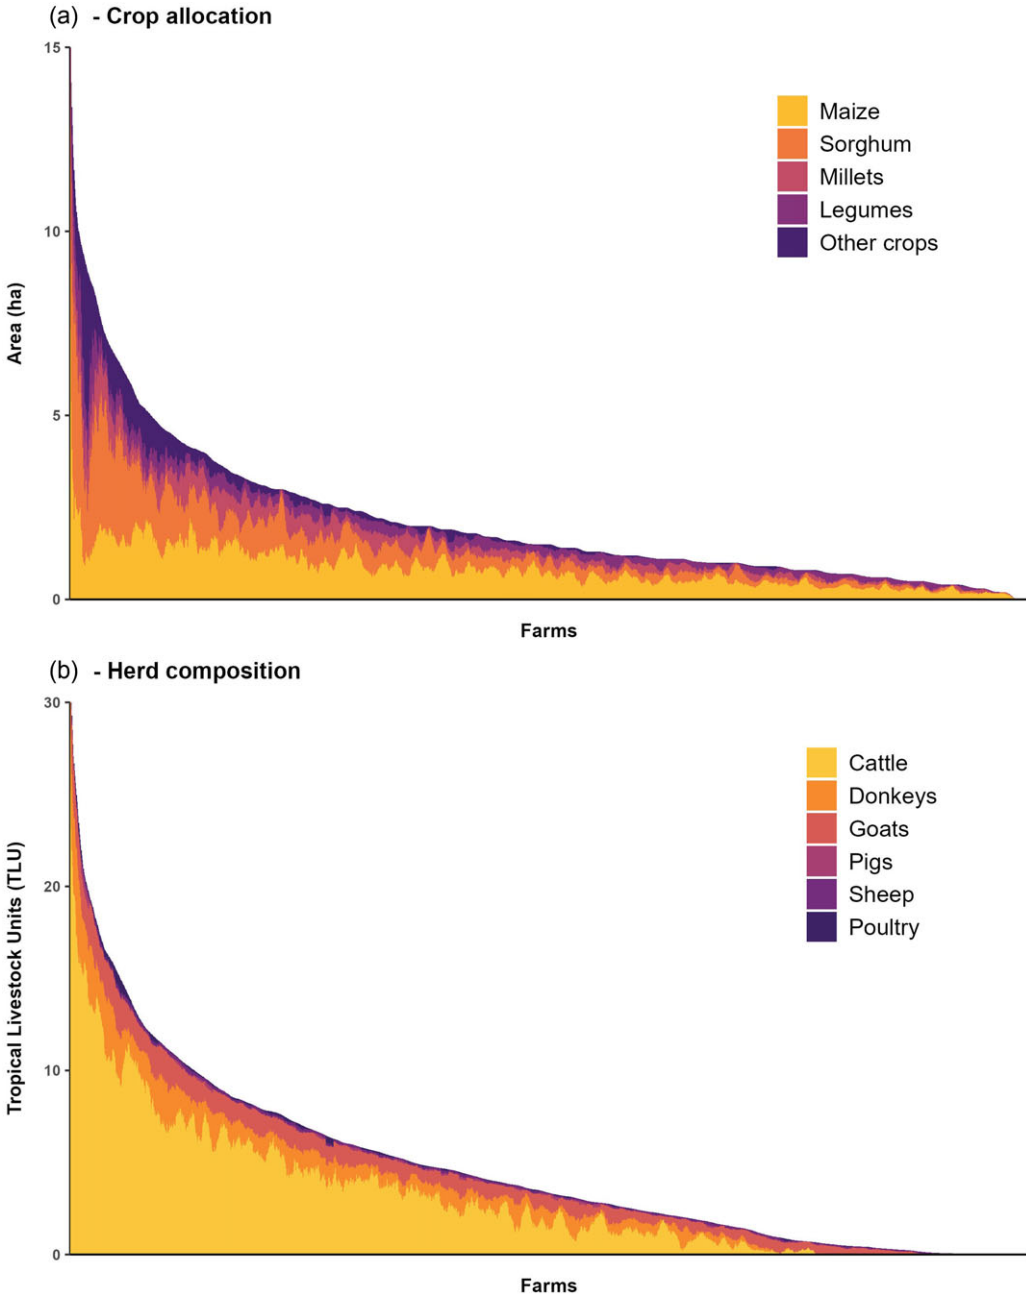 (a) - Crop allocation
15
10
5
0
Area (ha)
Maize
Sorghum
Millets
Legumes
Other crops
Farms
(b) - Herd composition
30
20
10
0
Tropical Livestock Units (TLU)
Cattle
Donkeys
Goats
Pigs
Sheep
Poultry
Farms